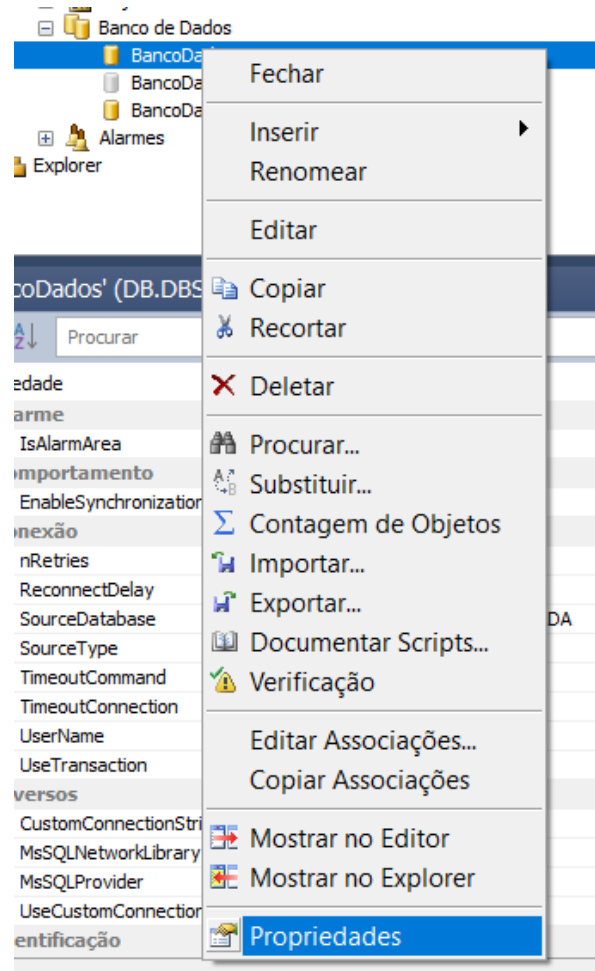 Banco de Dados
BancoDa
BancoDa
BancoDa
Alarmes
Explorer
Fechar
Inserir
Renomear
Editar
Copiar
Recortar
Deletar
Procurar...
Substituir...
Contagem de Objetos
Importar...
Exportar...
Documentar Scripts...
Verificação
Editar Associações...
Copiar Associações
Mostrar no Editor
Mostrar no Explorer
Propriedades
coDados' (DB.DBS
Procurar
edade
arme
IsAlarmArea
mportamento
EnableSynchronization
nexão
nRetries
ReconnectDelay
SourceDatabase
DA
SourceType
TimeoutCommand
TimeoutConnection
UserName
UseTransaction
versos
CustomConnectionStri
MsSQLNetworkLibrary
MsSQLProvider
UseCustomConnection
entificação